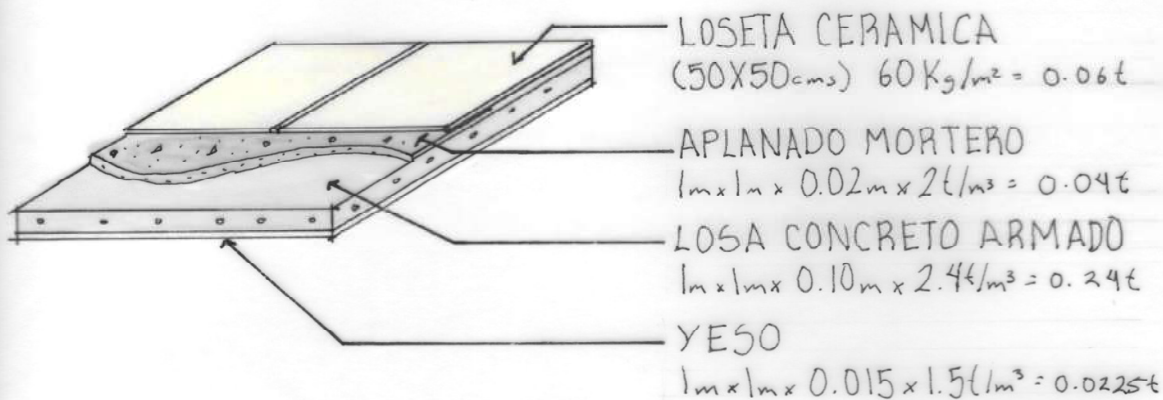 LOSETA CERAMICA
(50X50cms) 60Kg/m² = 0.06t
APLANADO MORTERO
1m x 1m x 0.02m x 2t/m³ = 0.04t
LOSA CONCRETO ARMADO
1m x 1m x 0.10m x 2.4t/m³ = 0.24t
YESO
1m x 1m x 0.015 x 1.5t/m³ = 0.0225t